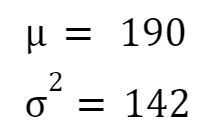 μ = 190
σ² = 142